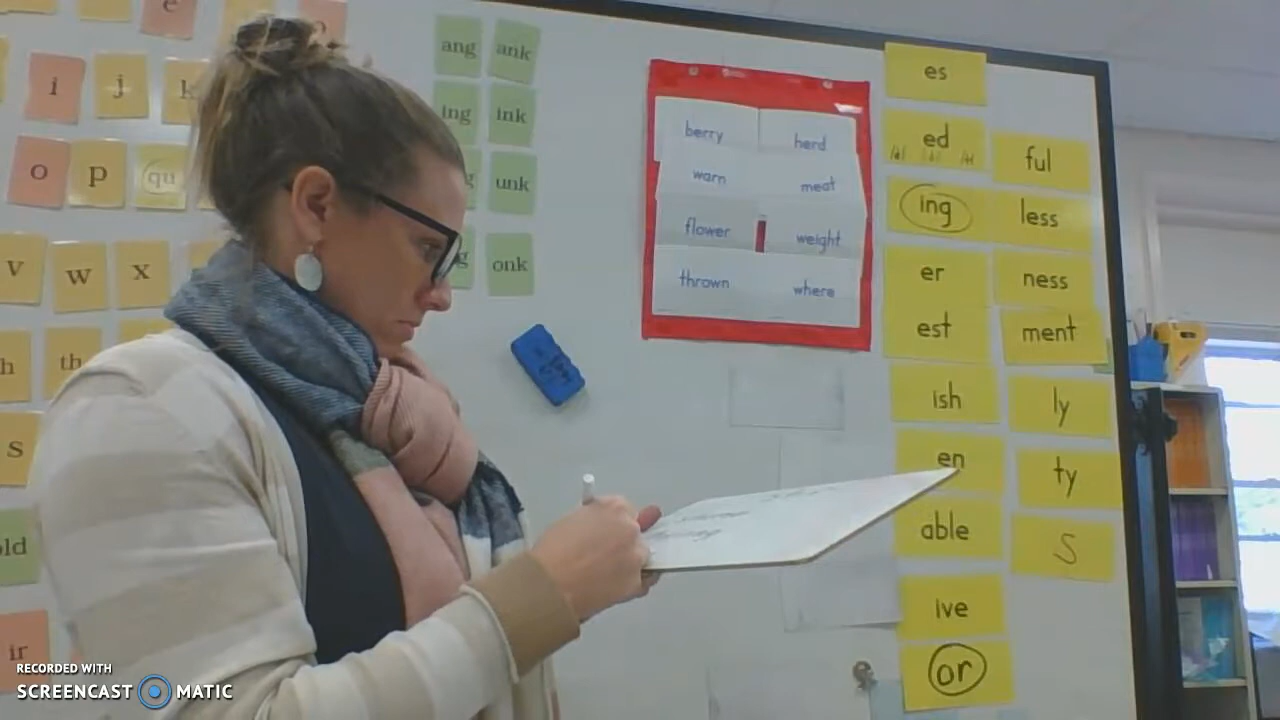 e
i j k
o p qu
v w x
h th
s
old
ir
ang ank
ing ink
unk
g onk
berry herd
warn meat
flower weight
thrown where
es
ed
/əd/ /d/ /t/
ing
er
est
ish
en
able
ive
or
ful
less
ness
ment
ly
ty
s
RECORDED WITH
SCREENCAST MATIC